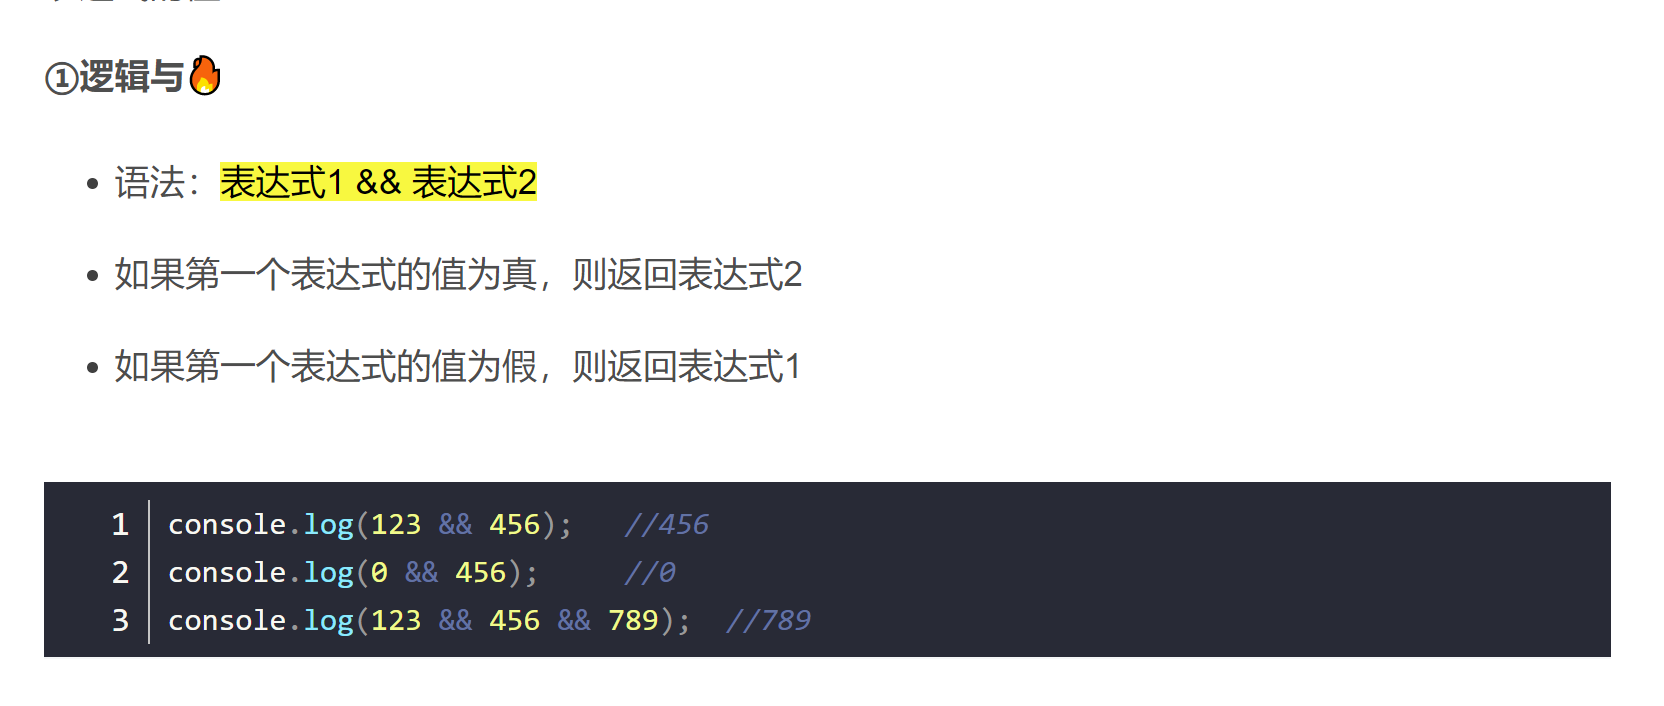 ①逻辑与🔥
语法：表达式1 && 表达式2
如果第一个表达式的值为真，则返回表达式2
如果第一个表达式的值为假，则返回表达式1
1 console.log(123 && 456);   //456
2 console.log(0 && 456);     //0
3 console.log(123 && 456 && 789);  //789